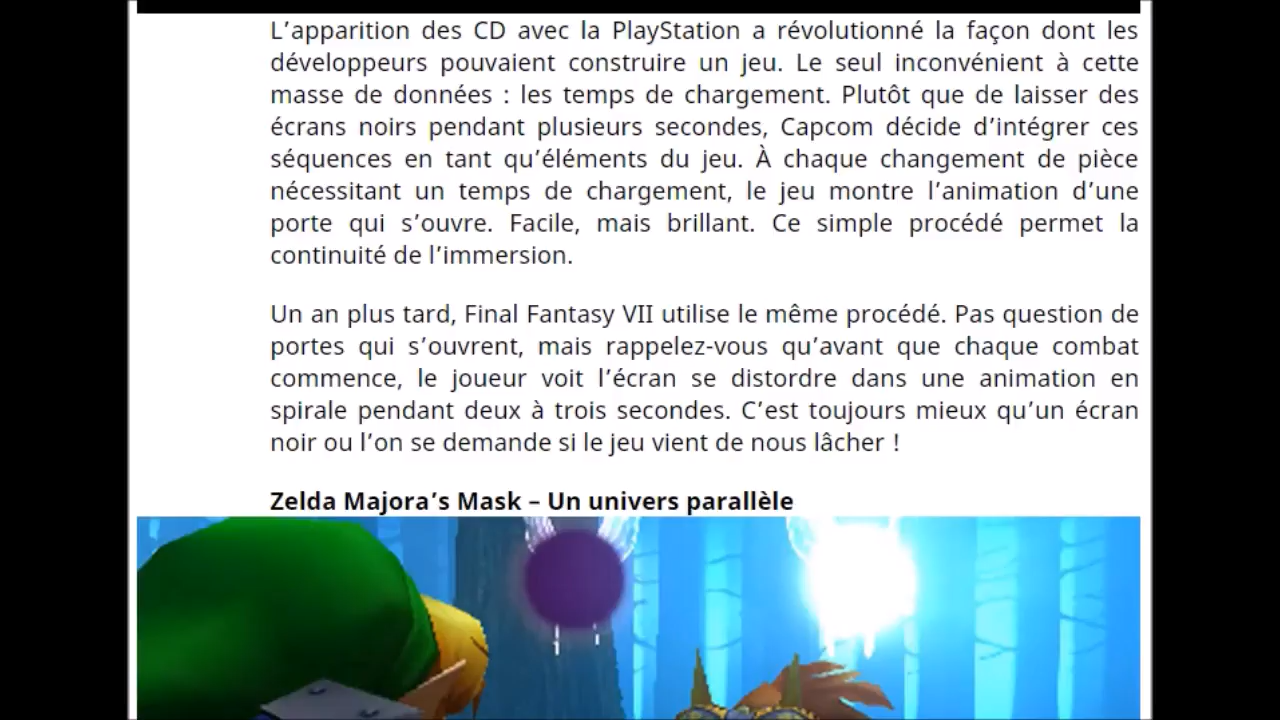 L’apparition des CD avec la PlayStation a révolutionné la façon dont les
développeurs pouvaient construire un jeu. Le seul inconvénient à cette
masse de données : les temps de chargement. Plutôt que de laisser des
écrans noirs pendant plusieurs secondes, Capcom décide d’intégrer ces
séquences en tant qu’éléments du jeu. À chaque changement de pièce
nécessitant un temps de chargement, le jeu montre l’animation d’une
porte qui s’ouvre. Facile, mais brillant. Ce simple procédé permet la
continuité de l’immersion.
Un an plus tard, Final Fantasy VII utilise le même procédé. Pas question de
portes qui s’ouvrent, mais rappelez-vous qu’avant que chaque combat
commence, le joueur voit l’écran se distordre dans une animation en
spirale pendant deux à trois secondes. C’est toujours mieux qu’un écran
noir ou l’on se demande si le jeu vient de nous lâcher !
Zelda Majora’s Mask – Un univers parallèle